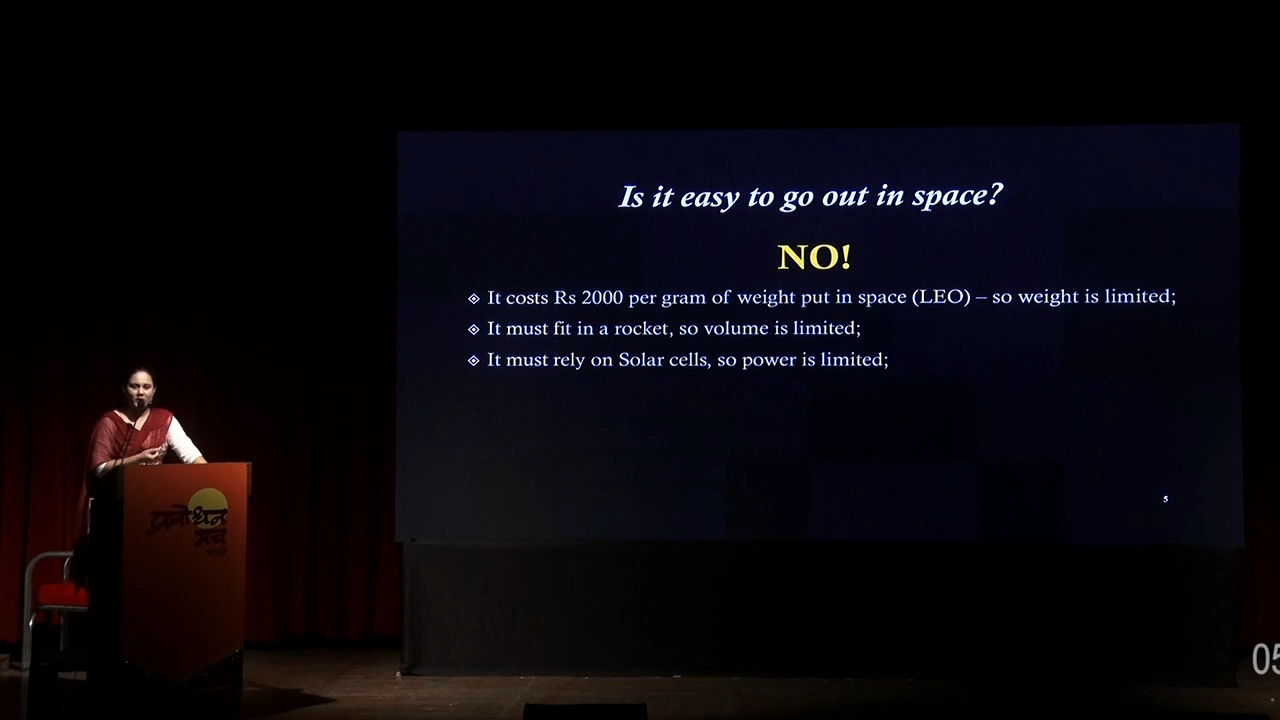 Is it easy to go out in space?
NO!
It costs Rs 2000 per gram of weight put in space (LEO) – so weight is limited;
It must fit in a rocket, so volume is limited;
It must rely on Solar cells, so power is limited;
5
प्रबोधन
मंच
05